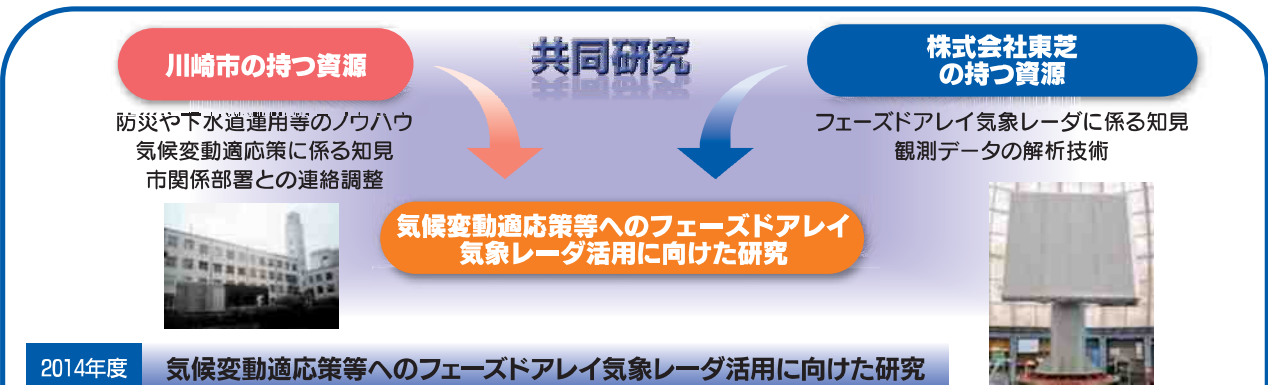 共同研究
川崎市の持つ資源
防災や下水道運用等のノウハウ
気候変動適応策に係る知見
市関係部署との連絡調整
株式会社東芝
の持つ資源
フェーズドアレイ気象レーダに係る知見
観測データの解析技術
気候変動適応策等へのフェーズドアレイ
気象レーダ活用に向けた研究
2014年度 気候変動適応策等へのフェーズドアレイ気象レーダ活用に向けた研究